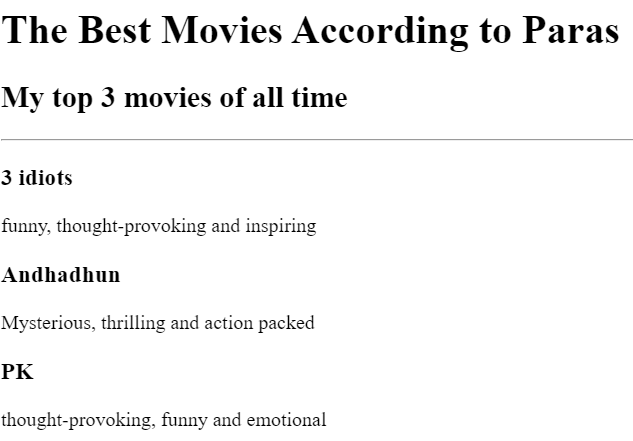 The Best Movies According to Paras
My top 3 movies of all time
3 idiots
funny, thought-provoking and inspiring
Andhadhun
Mysterious, thrilling and action packed
PK
thought-provoking, funny and emotional